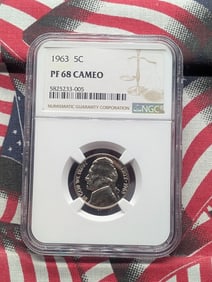 1963 5C
PF 68 CAMEO
5825233-005
NUMISMATIC GUARANTY CORPORATION
NGC